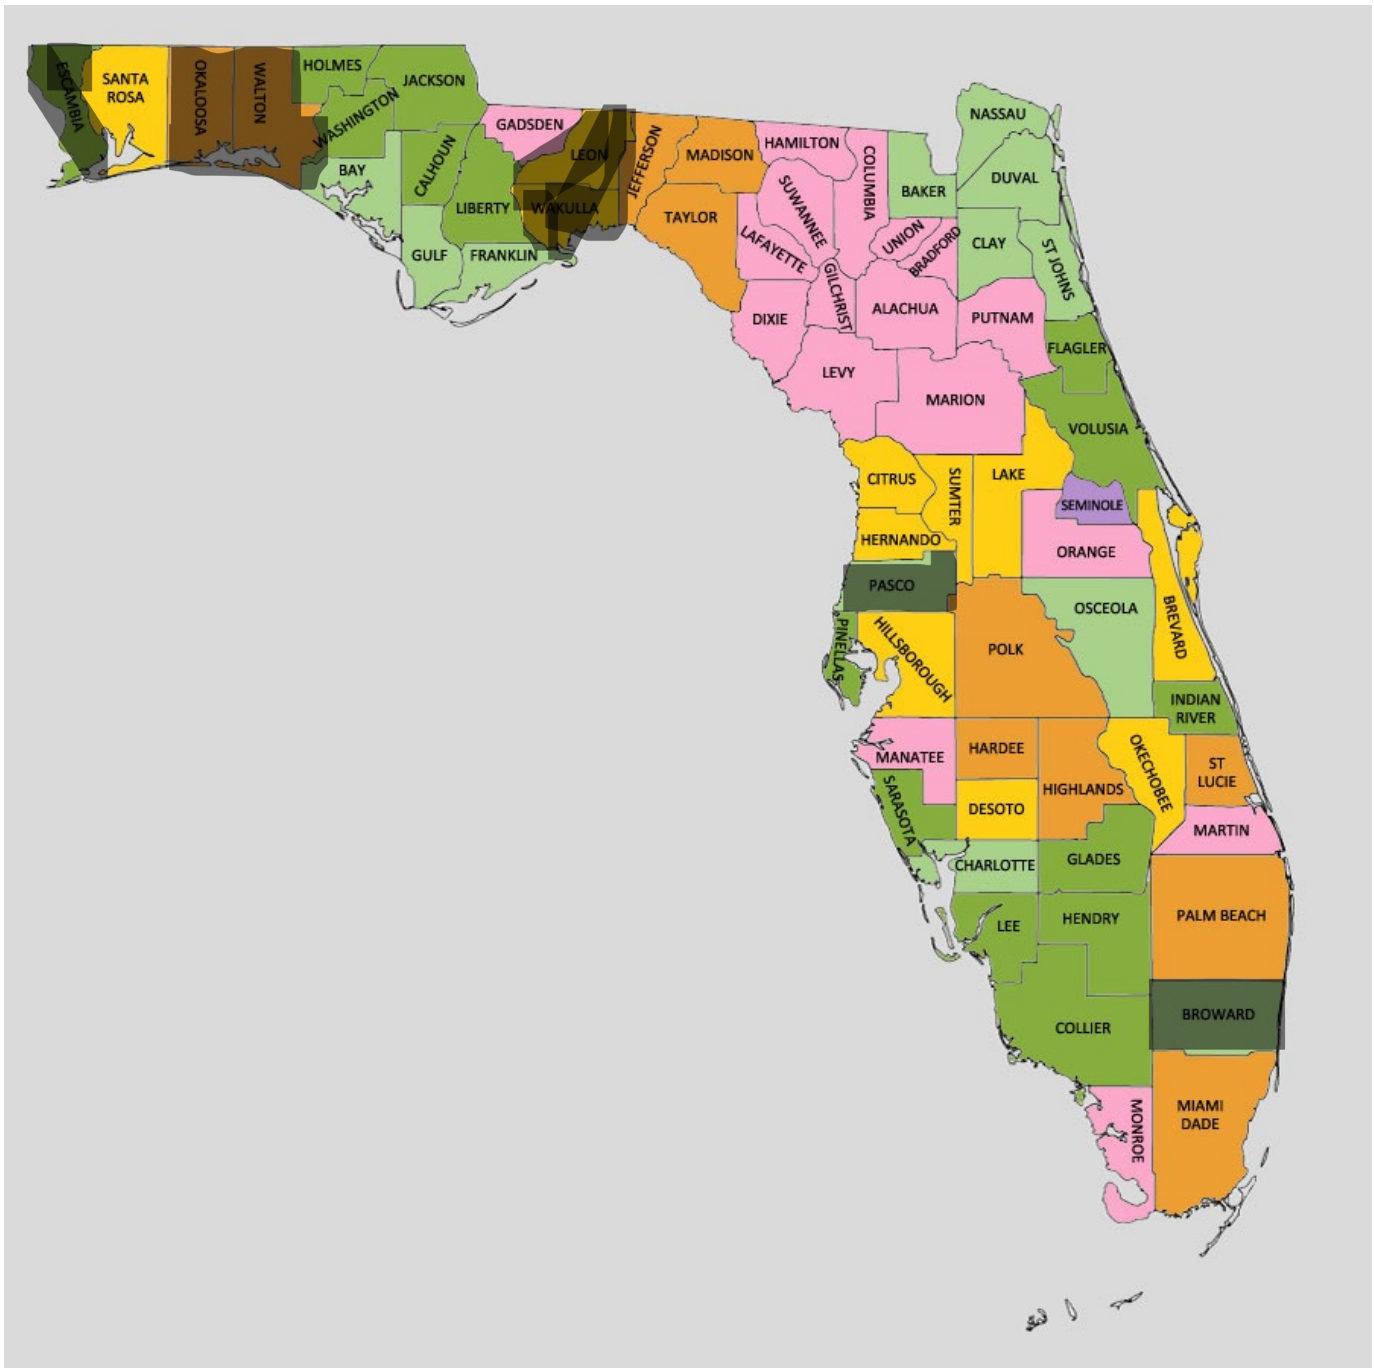 ESCAMBIA
SANTA
ROSA
OKALOOSA
WALTON
HOLMES
WASHINGTON
JACKSON
BAY
CALHOUN
GULF
LIBERTY
FRANKLIN
GADSDEN
LEON
WAKULLA
JEFFERSON
MADISON
TAYLOR
HAMILTON
SUWANNEE
LAFAYETTE
COLUMBIA
BAKER
NASSAU
DUVAL
UNION
BRADFORD
CLAY
ST JOHNS
DIXIE
GILCHRIST
ALACHUA
PUTNAM
FLAGLER
LEVY
MARION
VOLUSIA
CITRUS
SUMTER
LAKE
SEMINOLE
HERNANDO
ORANGE
PASCO
OSCEOLA
BREVARD
PINELLAS
HILLSBOROUGH
POLK
INDIAN
RIVER
MANATEE
HARDEE
HIGHLANDS
OKECHOBEE
ST
LUCIE
SARASOTA
DESOTO
MARTIN
CHARLOTTE
GLADES
LEE
HENDRY
PALM BEACH
COLLIER
BROWARD
MONROE
MIAMI
DADE